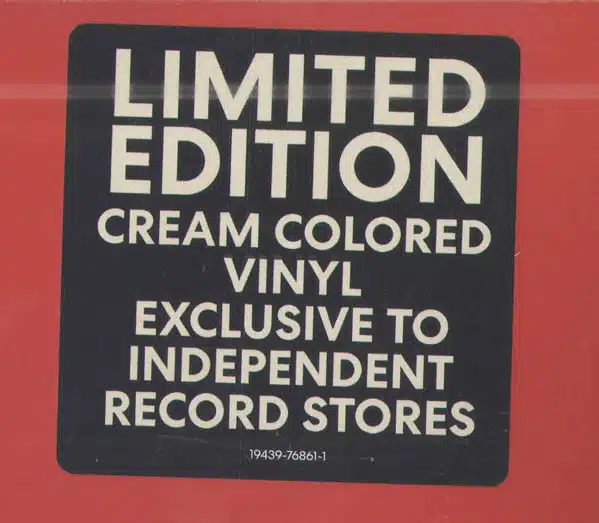 LIMITED
EDITION
CREAM COLORED
VINYL
EXCLUSIVE TO
INDEPENDENT
RECORD STORES
19439-76861-1